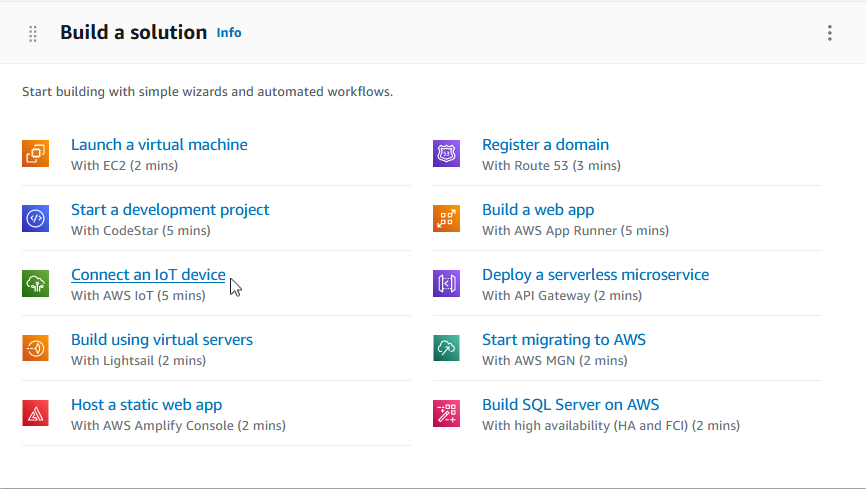 Build a solution Info
Start building with simple wizards and automated workflows.
Launch a virtual machine
With EC2 (2 mins)
Start a development project
With CodeStar (5 mins)
Connect an IoT device
With AWS IoT (5 mins)
Build using virtual servers
With Lightsail (2 mins)
Host a static web app
With AWS Amplify Console (2 mins)
Register a domain
With Route 53 (3 mins)
Build a web app
With AWS App Runner (5 mins)
Deploy a serverless microservice
With API Gateway (2 mins)
Start migrating to AWS
With AWS MGN (2 mins)
Build SQL Server on AWS
With high availability (HA and FCI) (2 mins)